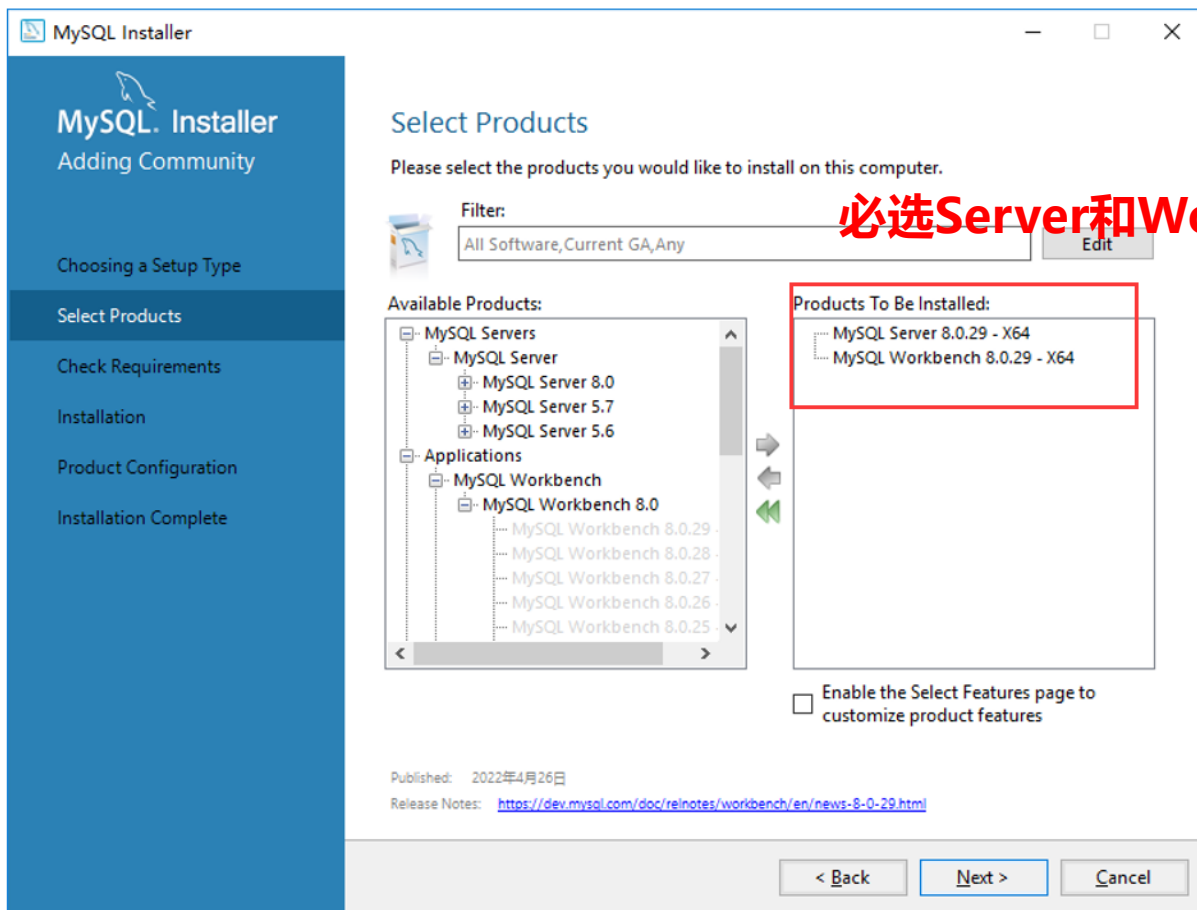 MySQL Installer
MySQL. Installer
Adding Community
Choosing a Setup Type
Select Products
Check Requirements
Installation
Product Configuration
Installation Complete
Select Products
Please select the products you would like to install on this computer.
必选Server和Wo
Filter:
All Software,Current GA,Any
Edit
Available Products:
MySQL Servers
MySQL Server
MySQL Server 8.0
MySQL Server 5.7
MySQL Server 5.6
Applications
MySQL Workbench
MySQL Workbench 8.0
MySQL Workbench 8.0.29 -
MySQL Workbench 8.0.28 -
MySQL Workbench 8.0.27 -
MySQL Workbench 8.0.26 -
MySQL Workbench 8.0.25 -
Products To Be Installed:
MySQL Server 8.0.29 - X64
MySQL Workbench 8.0.29 - X64
Enable the Select Features page to
customize product features
Published: 2022年4月26日
Release Notes: https://dev.mysql.com/doc/relnotes/workbench/en/news-8-0-29.html
< Back
Next >
Cancel